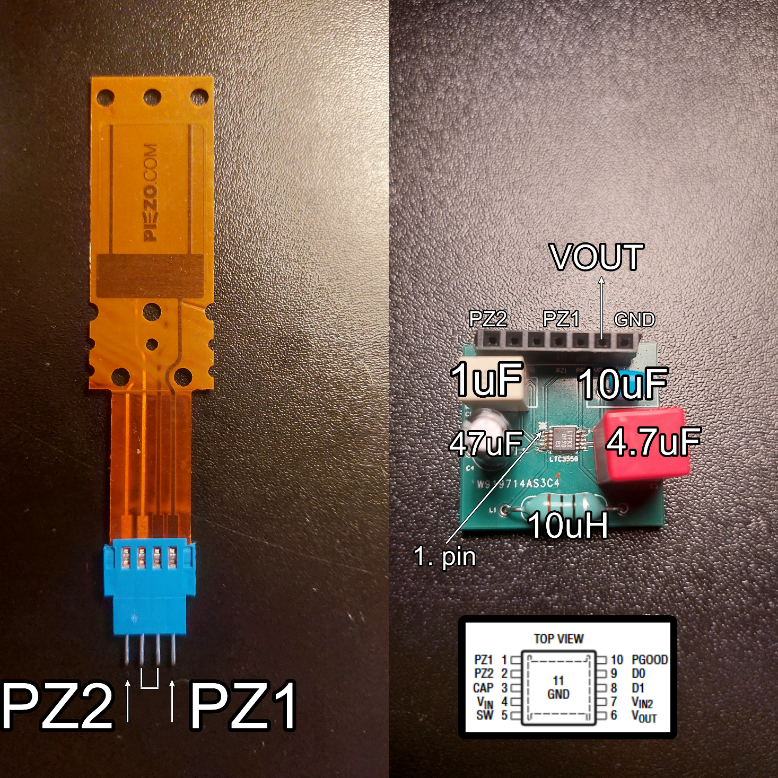 PIEZO.COM
PZ2
PZ1
VOUT
PZ2 PZ1 GND
1uF
10uF
47uF
4.7uF
W919714AS3C4
L1
10uH
1. pin
TOP VIEW
PZ1 1
PZ2 2
CAP 3
VIN 4
SW 5
11
GND
10 PGOOD
9 D0
8 D1
7 VIN2
6 VOUT